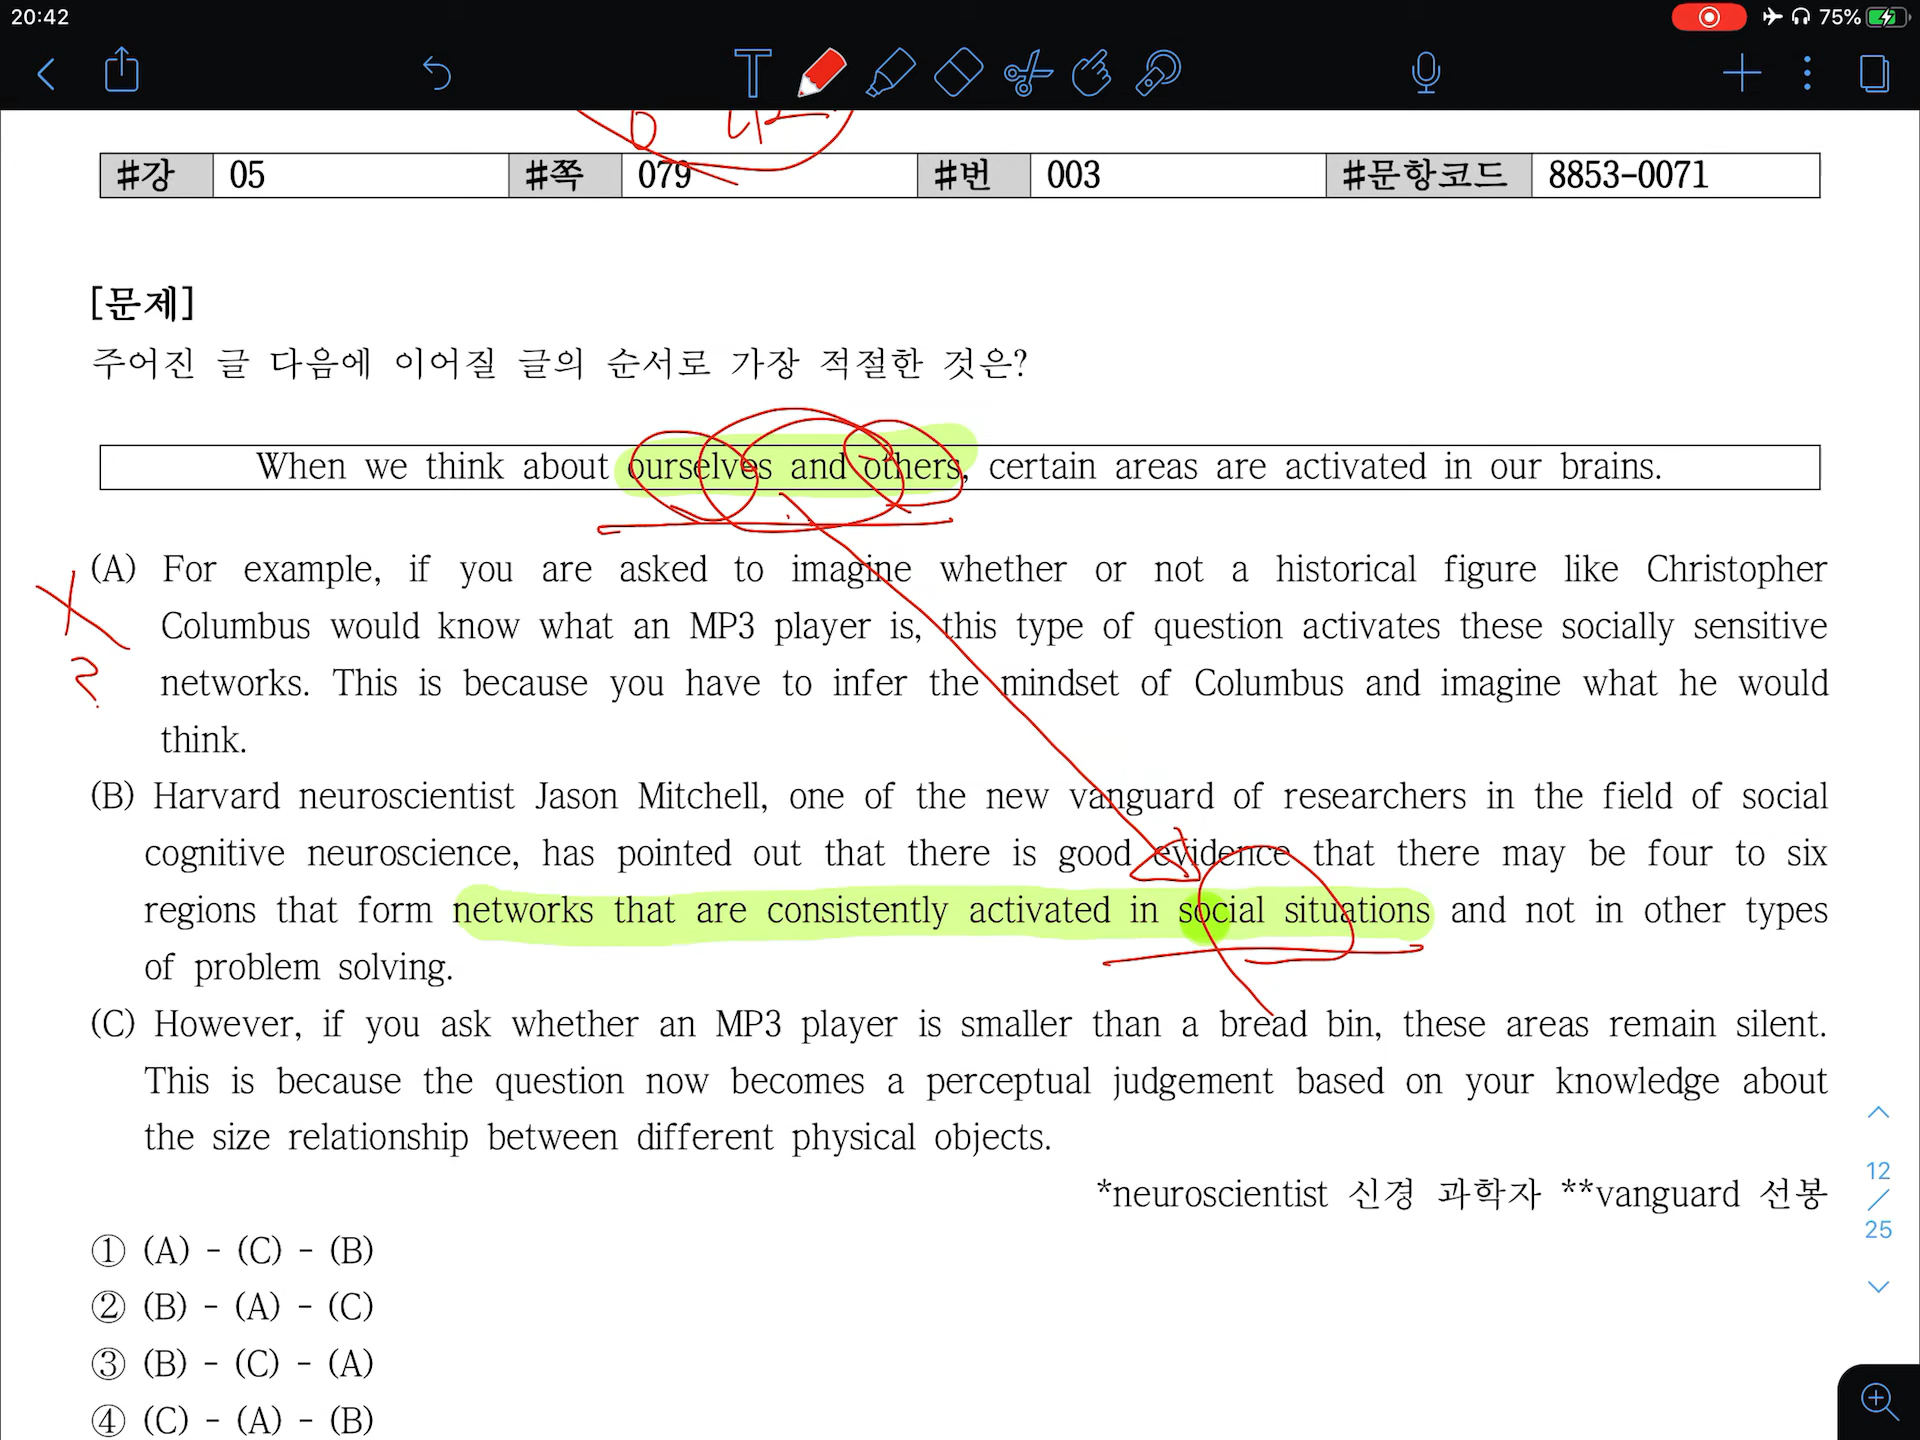 20:42
75%
#강 05 #쪽 079 #번 003 #문항코드 8853-0071
[문제]
주어진 글 다음에 이어질 글의 순서로 가장 적절한 것은?
When we think about ourselves and others, certain areas are activated in our brains.
(A) For example, if you are asked to imagine whether or not a historical figure like Christopher
Columbus would know what an MP3 player is, this type of question activates these socially sensitive
networks. This is because you have to infer the mindset of Columbus and imagine what he would
think.
(B) Harvard neuroscientist Jason Mitchell, one of the new vanguard of researchers in the field of social
cognitive neuroscience, has pointed out that there is good evidence that there may be four to six
regions that form networks that are consistently activated in social situations and not in other types
of problem solving.
(C) However, if you ask whether an MP3 player is smaller than a bread bin, these areas remain silent.
This is because the question now becomes a perceptual judgement based on your knowledge about
the size relationship between different physical objects.
*neuroscientist 신경 과학자 **vanguard 선봉
① (A) - (C) - (B)
② (B) - (A) - (C)
③ (B) - (C) - (A)
④ (C) - (A) - (B)
12
/
25